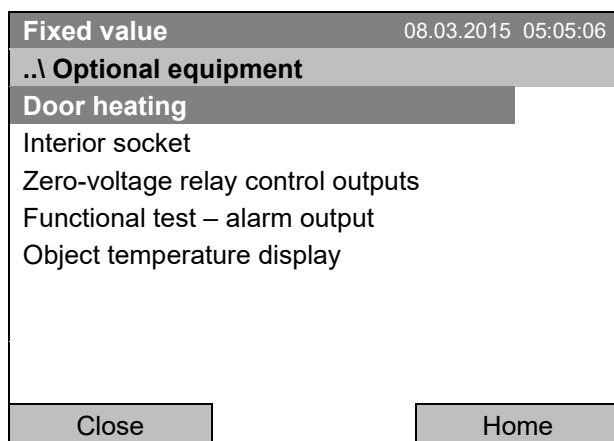 Fixed value 08.03.2015 05:05:06
..\ Optional equipment
Door heating
Interior socket
Zero-voltage relay control outputs
Functional test – alarm output
Object temperature display
Close Home